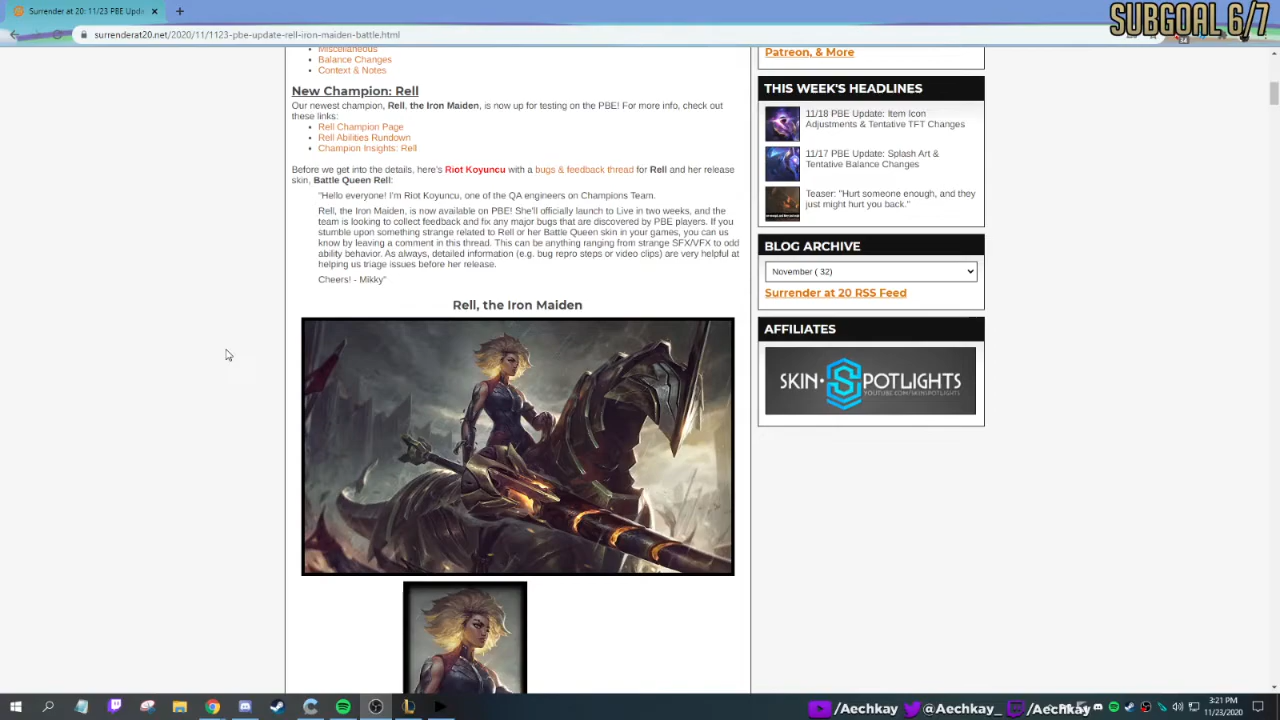 Surrender at 20: 11/23 PBE Upda
SUBGOAL 6/7
surrenderat20.net/2020/11/1123-pbe-update-rell-iron-maiden-battle.html
Miscellaneous
Balance Changes
Context & Notes
New Champion: Rell
Our newest champion, Rell, the Iron Maiden, is now up for testing on the PBE! For more info, check out
these links:
Rell Champion Page
Rell Abilities Rundown
Champion Insights: Rell
Before we get into the details, here's Riot Koyuncu with a bugs & feedback thread for Rell and her release
skin, Battle Queen Rell:
"Hello everyone! I'm Riot Koyuncu, one of the QA engineers on Champions Team.
Rell, the Iron Maiden, is now available on PBE! She'll officially launch to Live in two weeks, and the
team is looking to collect feedback and fix any major bugs that are discovered by PBE players. If you
stumble upon something strange related to Rell or her Battle Queen skin in your games, you can us
know by leaving a comment in this thread. This can be anything ranging from strange SFX/VFX to odd
ability behavior. As always, detailed information (e.g. bug repro steps or video clips) are very helpful at
helping us triage issues before her release.
Cheers! - Mikky"
Rell, the Iron Maiden
Patreon, & More
THIS WEEK'S HEADLINES
11/18 PBE Update: Item Icon
Adjustments & Tentative TFT Changes
11/17 PBE Update: Splash Art &
Tentative Balance Changes
Teaser: "Hurt someone enough, and they
just might hurt you back."
BLOG ARCHIVE
November ( 32)
Surrender at 20 RSS Feed
AFFILIATES
SKIN SPOTLIGHTS
YOUTUBE.COM/SKINSPOTLIGHTS
/Aechkay
@Aechkay_
/Aechkay
3:21 PM
11/23/2020